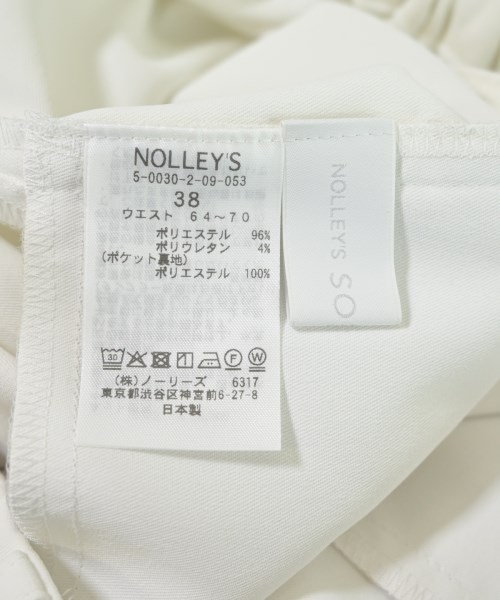 NOLLEY'S
5-0030-2-09-053
38
ウエスト 64～70
ポリエステル 96%
ポリウレタン 4%
(ポケット裏地)
ポリエステル 100%
30
F W
(株)ノーリーズ 6317
東京都渋谷区神宮前6-27-8
日本製
NOLLEY'S SO